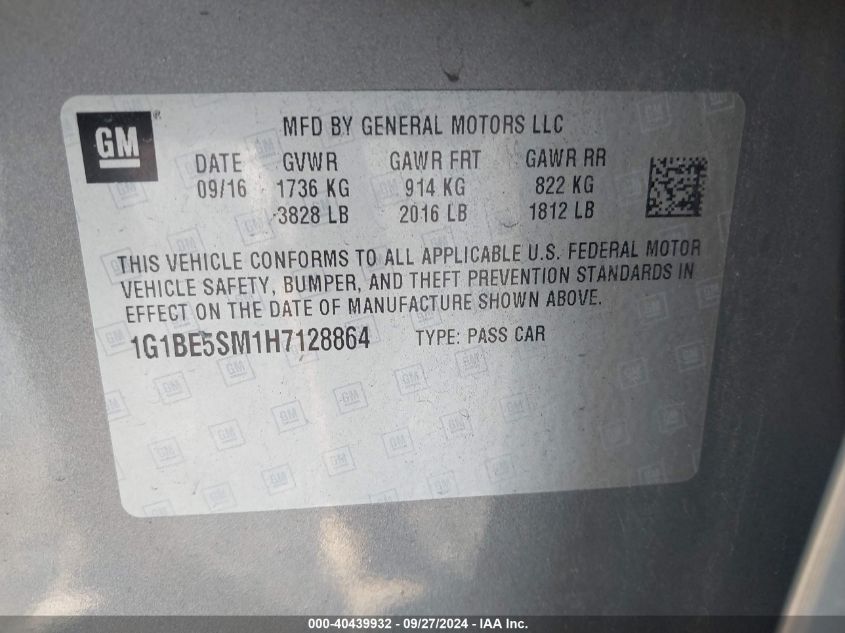 GM
MFD BY GENERAL MOTORS LLC
DATE GVWR GAWR FRT GAWR RR
09/16 1736 KG 914 KG 822 KG
3828 LB 2016 LB 1812 LB
THIS VEHICLE CONFORMS TO ALL APPLICABLE U.S. FEDERAL MOTOR
VEHICLE SAFETY, BUMPER, AND THEFT PREVENTION STANDARDS IN
EFFECT ON THE DATE OF MANUFACTURE SHOWN ABOVE.
1G1BE5SM1H7128864 TYPE: PASS CAR
000-40439932 - 09/27/2024 - IAA Inc.